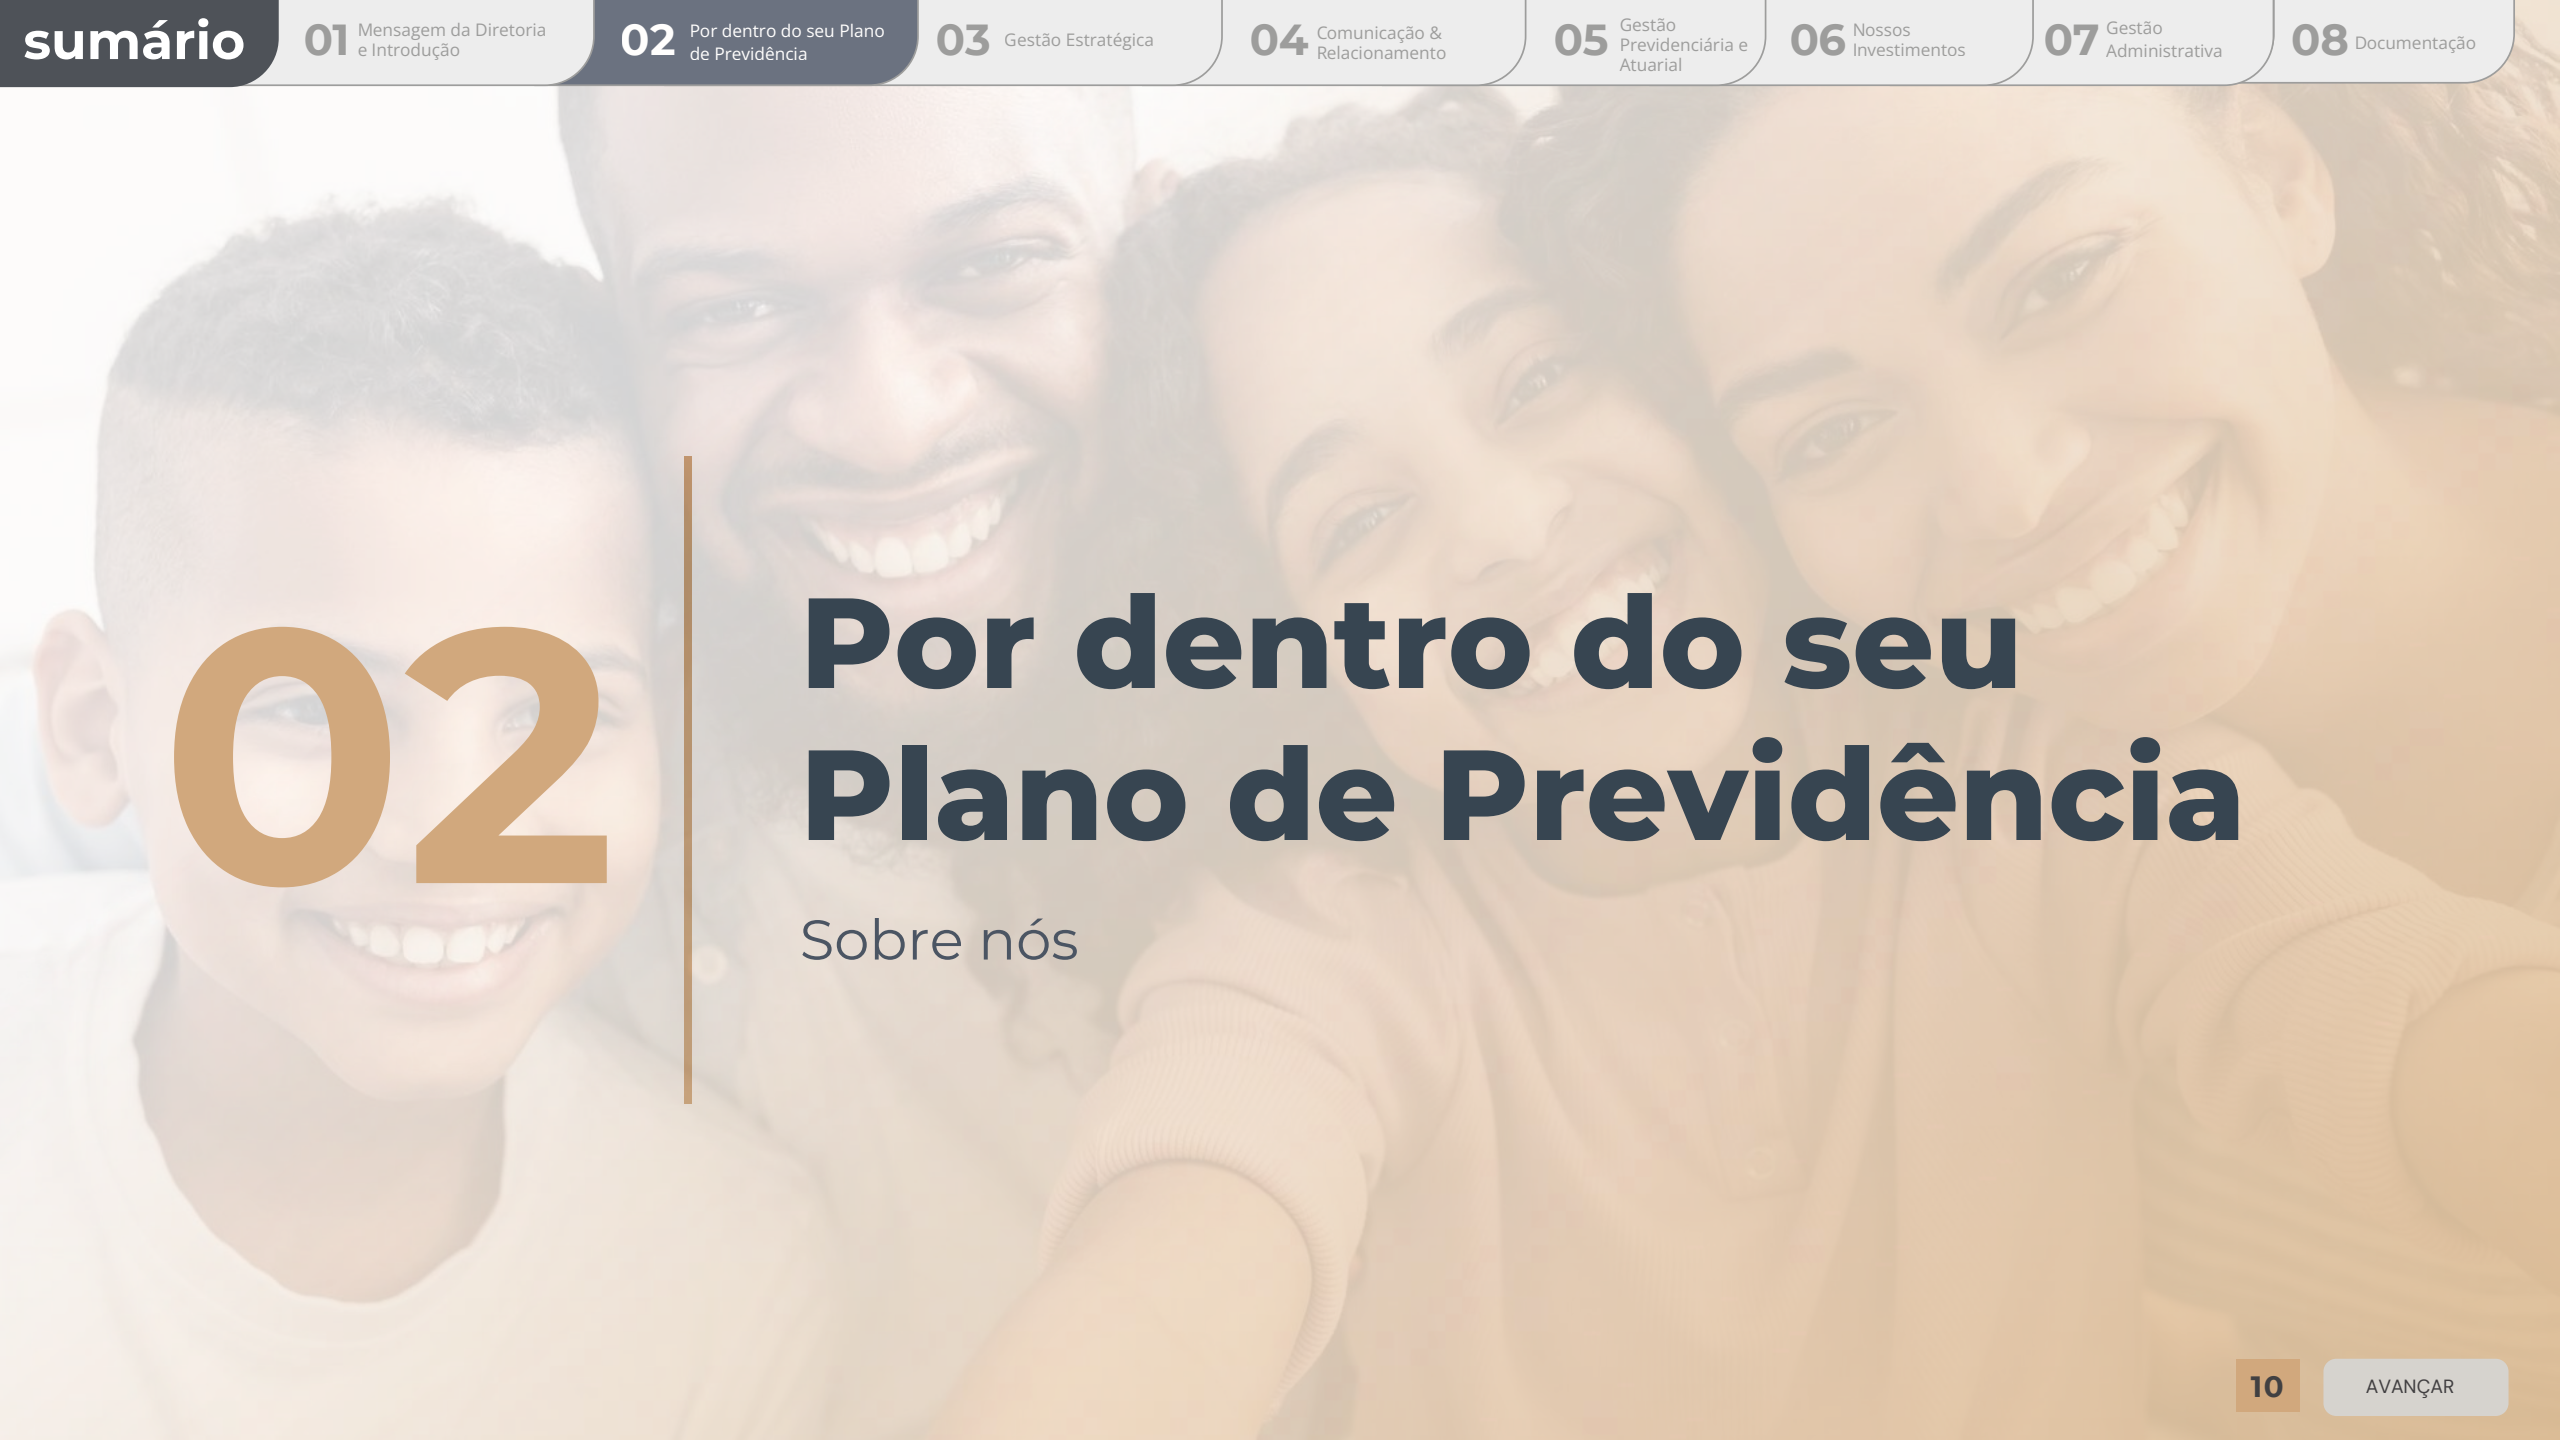 sumário
01 Mensagem da Diretoria
e Introdução
02 Por dentro do seu Plano
de Previdência
03 Gestão Estratégica
04 Comunicação &
Relacionamento
05 Gestão
Previdenciária e
Atuarial
06 Nossos
Investimentos
07 Gestão
Administrativa
08 Documentação
02
Por dentro do seu
Plano de Previdência
Sobre nós
10
AVANÇAR